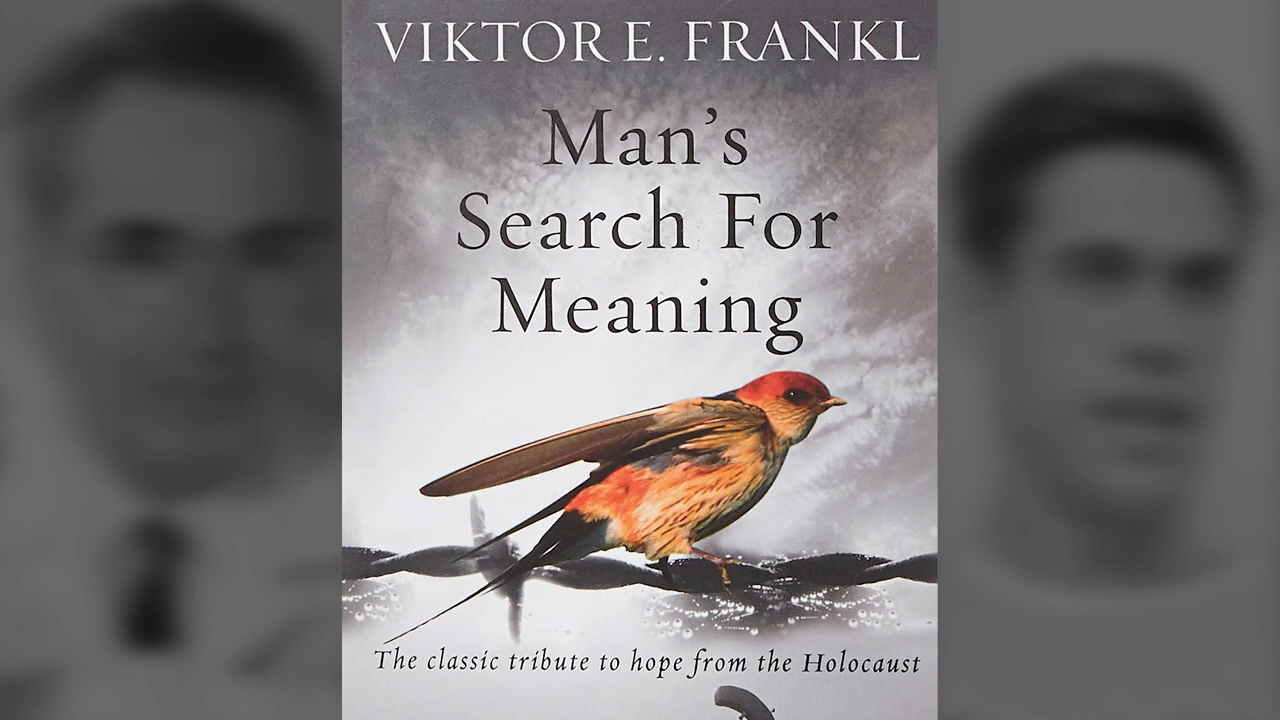 VIKTOR E. FRANKL
Man's
Search For
Meaning
The classic tribute to hope from the Holocaust